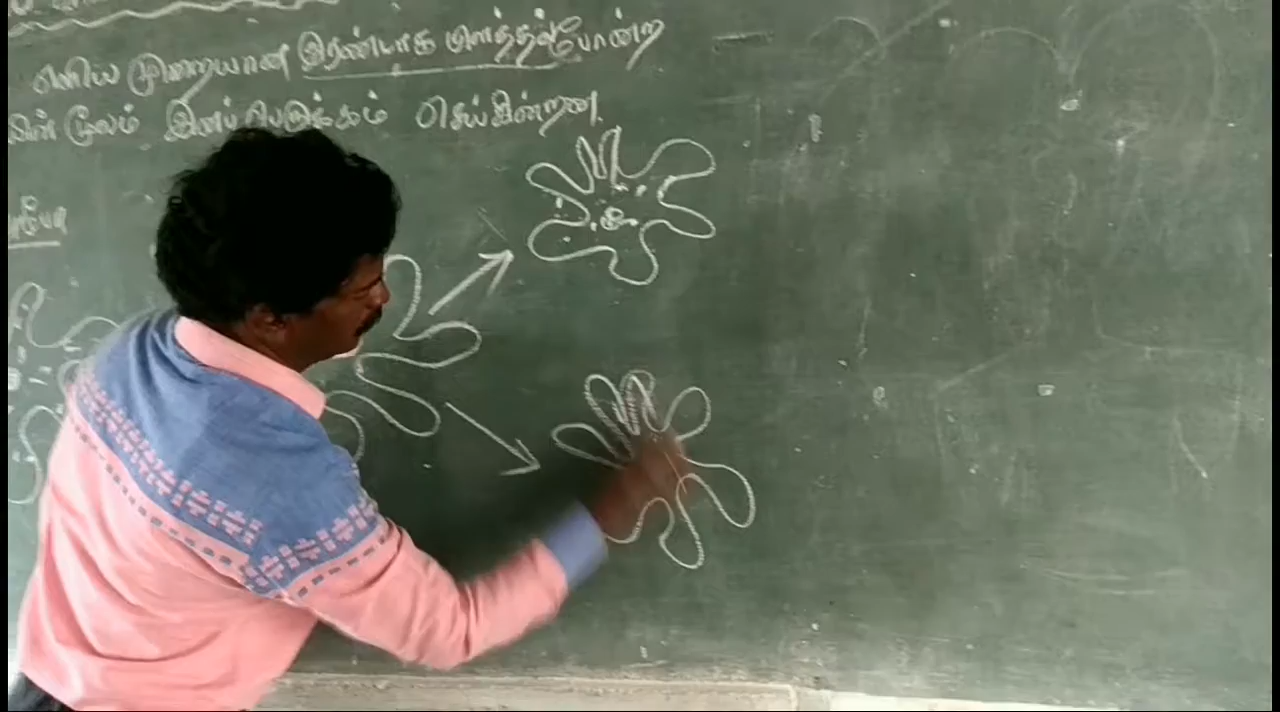 எளிய முறையான இரண்டாக பிளத்தல் போன்ற
மூலம் இனப் பெருக்கம் செய்கின்றன.